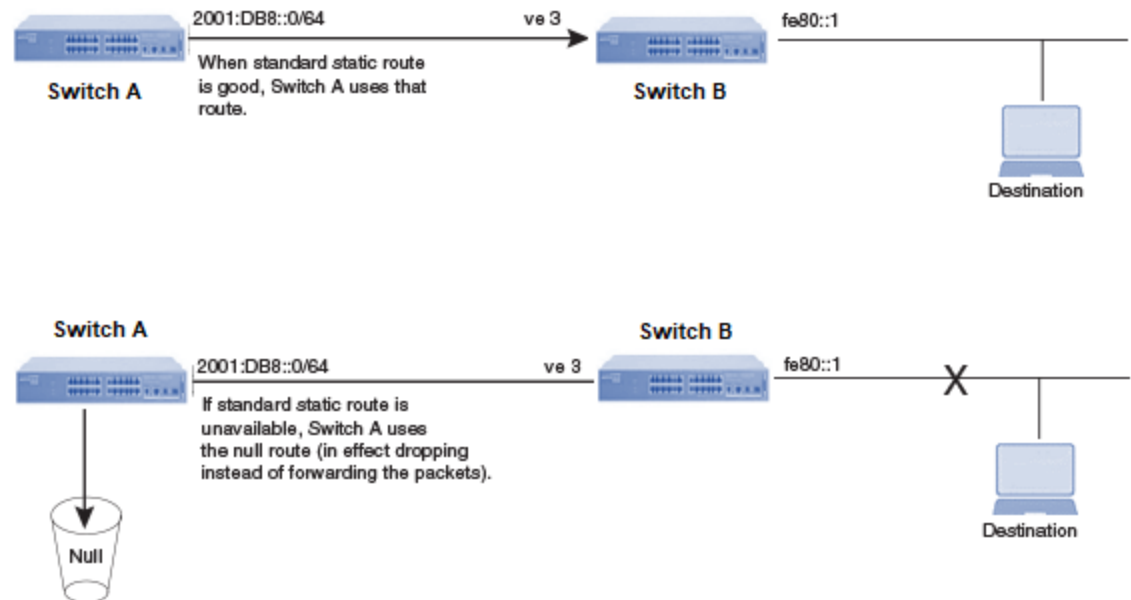 2001:DB8::0/64
ve 3
fe80::1
When standard static route
is good, Switch A uses that
route.
Switch A
Switch B
Destination
Switch A
Switch B
2001:DB8::0/64
ve 3
fe80::1
X
If standard static route is
unavailable, Switch A uses
the null route (in effect dropping
instead of forwarding the packets).
Null
Destination